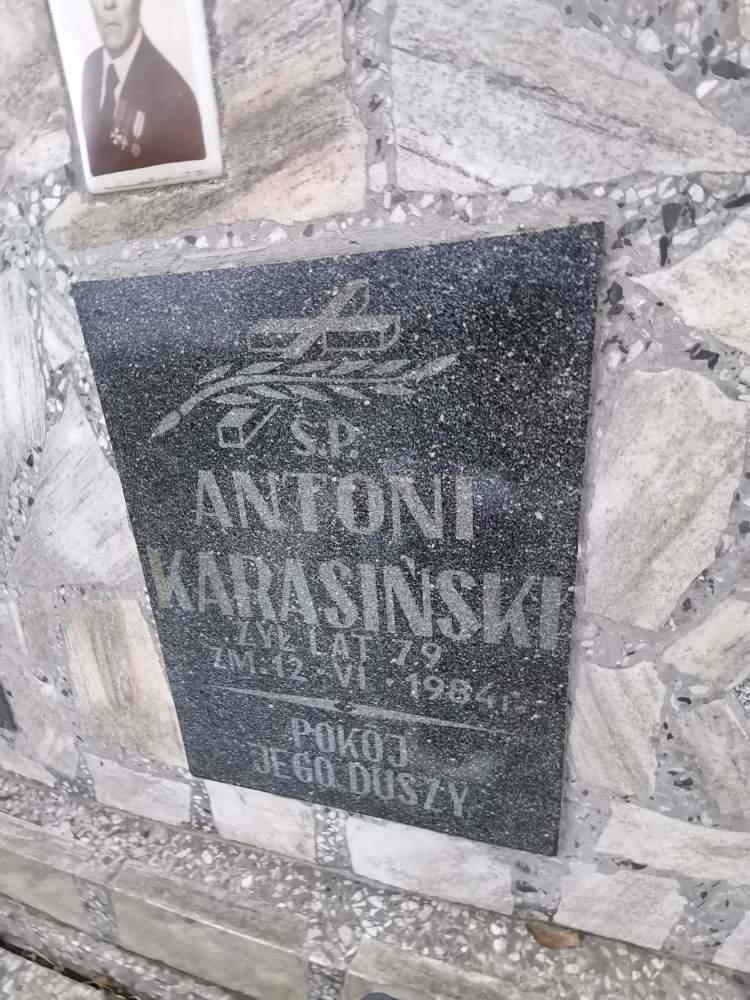 Ś.P.
ANTONI
KARASIŃSKI
ŻYŁ LAT 79
ZM. 12-VI-1984 r.
POKÓJ
JEGO DUSZY